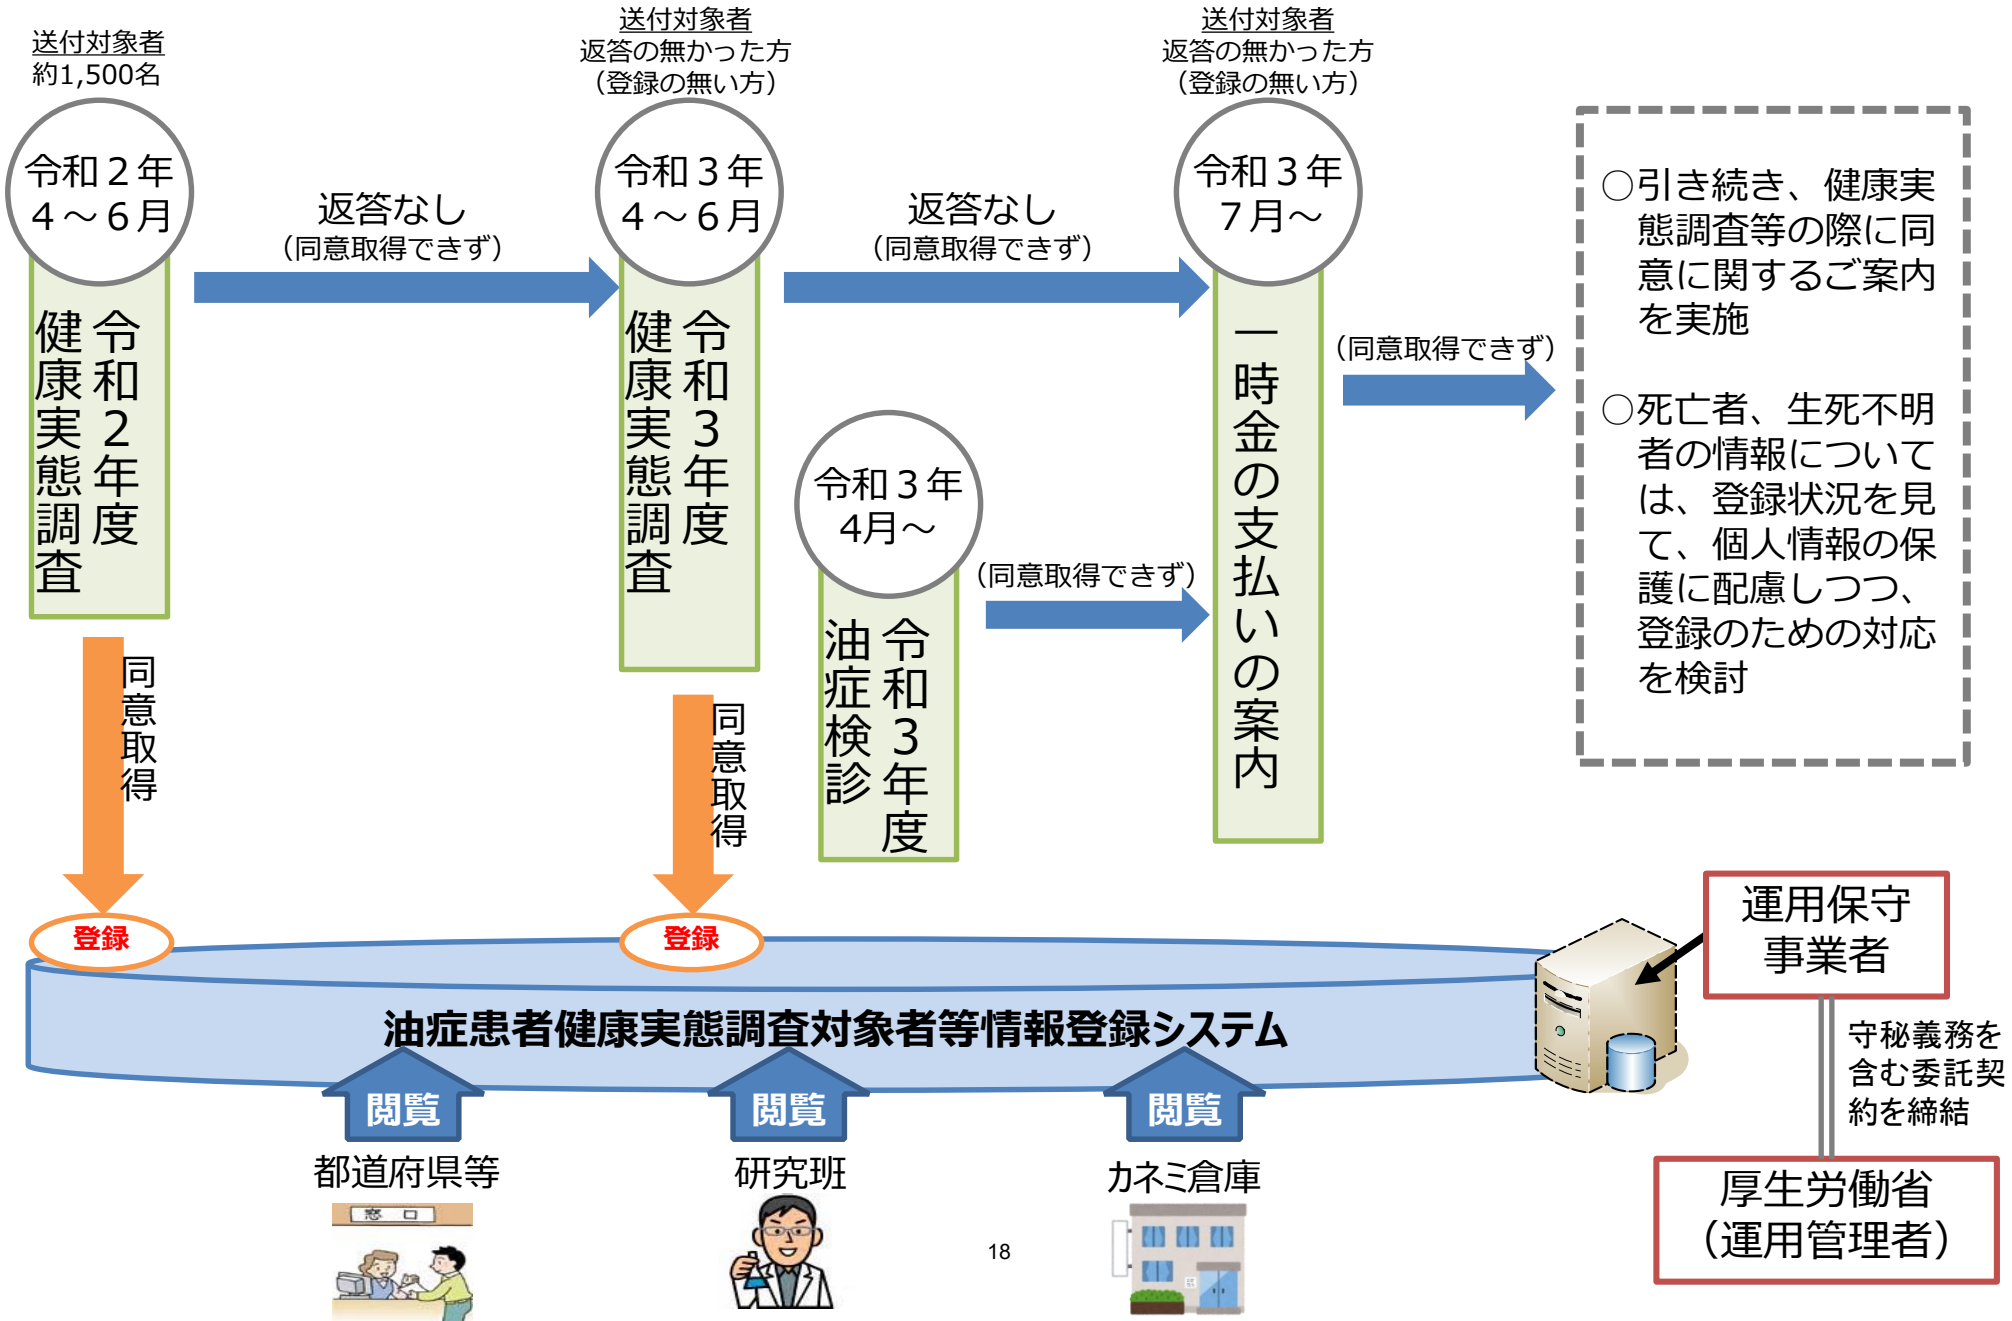 送付対象者
約1,500名
令和２年
４～６月
令和２年度
健康実態調査
返答なし
（同意取得できず）
送付対象者
返答の無かった方
（登録の無い方）
令和３年
４～６月
令和３年度
健康実態調査
返答なし
（同意取得できず）
令和３年
4月～
令和３年度
油症検診
（同意取得できず）
送付対象者
返答の無かった方
（登録の無い方）
令和３年
７月～
一時金の支払いの案内
（同意取得できず）
○引き続き、健康実
態調査等の際に同
意に関するご案内
を実施
○死亡者、生死不明
者の情報について
は、登録状況を見
て、個人情報の保
護に配慮しつつ、
登録のための対応
を検討
同意取得
同意取得
登録
登録
油症患者健康実態調査対象者等情報登録システム
閲覧
閲覧
閲覧
都道府県等
研究班
カネミ倉庫
窓口
運用保守
事業者
守秘義務を
含む委託契
約を締結
厚生労働省
（運用管理者）
18